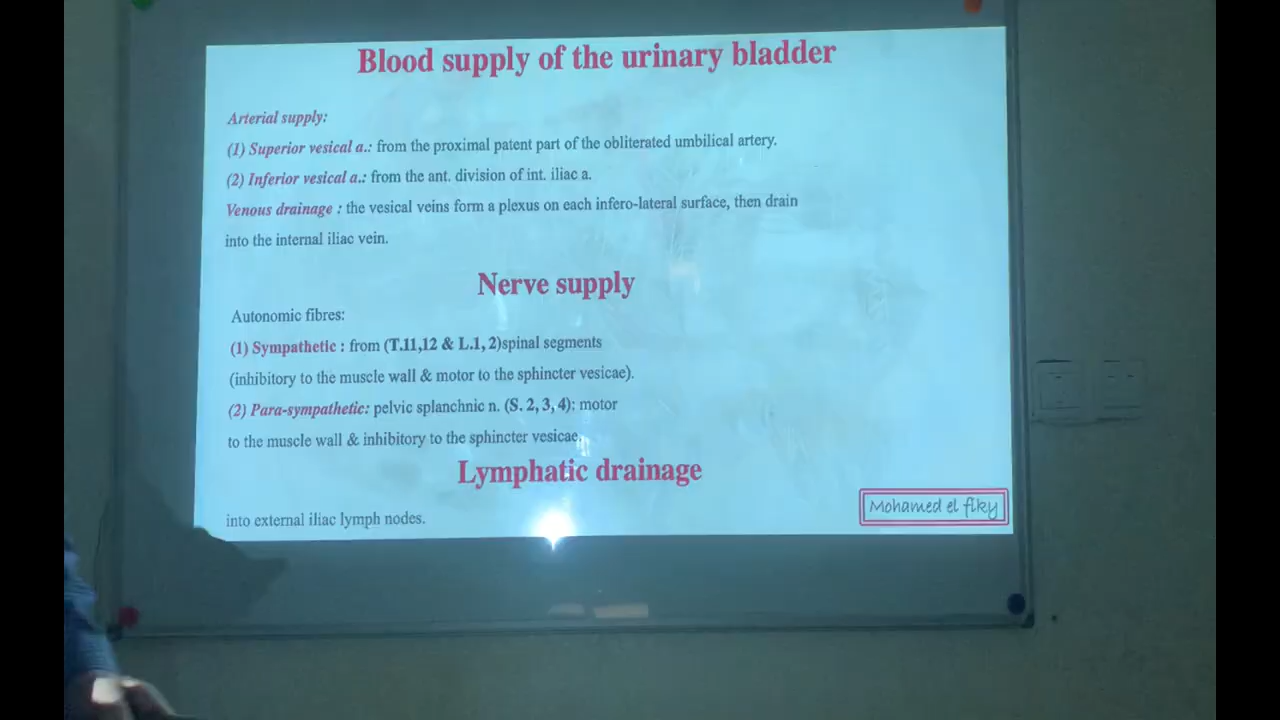 Blood supply of the urinary bladder
Arterial supply:
(1) Superior vesical a.: from the proximal patent part of the obliterated umbilical artery.
(2) Inferior vesical a.: from the ant. division of int. iliac a.
Venous drainage : the vesical veins form a plexus on each infero-lateral surface, then drain
into the internal iliac vein.
Nerve supply
Autonomic fibres:
(1) Sympathetic : from (T.11,12 & L.1, 2)spinal segments
(inhibitory to the muscle wall & motor to the sphincter vesicae).
(2) Para-sympathetic: pelvic splanchnic n. (S. 2, 3, 4): motor
to the muscle wall & inhibitory to the sphincter vesicae.
Lymphatic drainage
into external iliac lymph nodes.
Mohamed el fiky